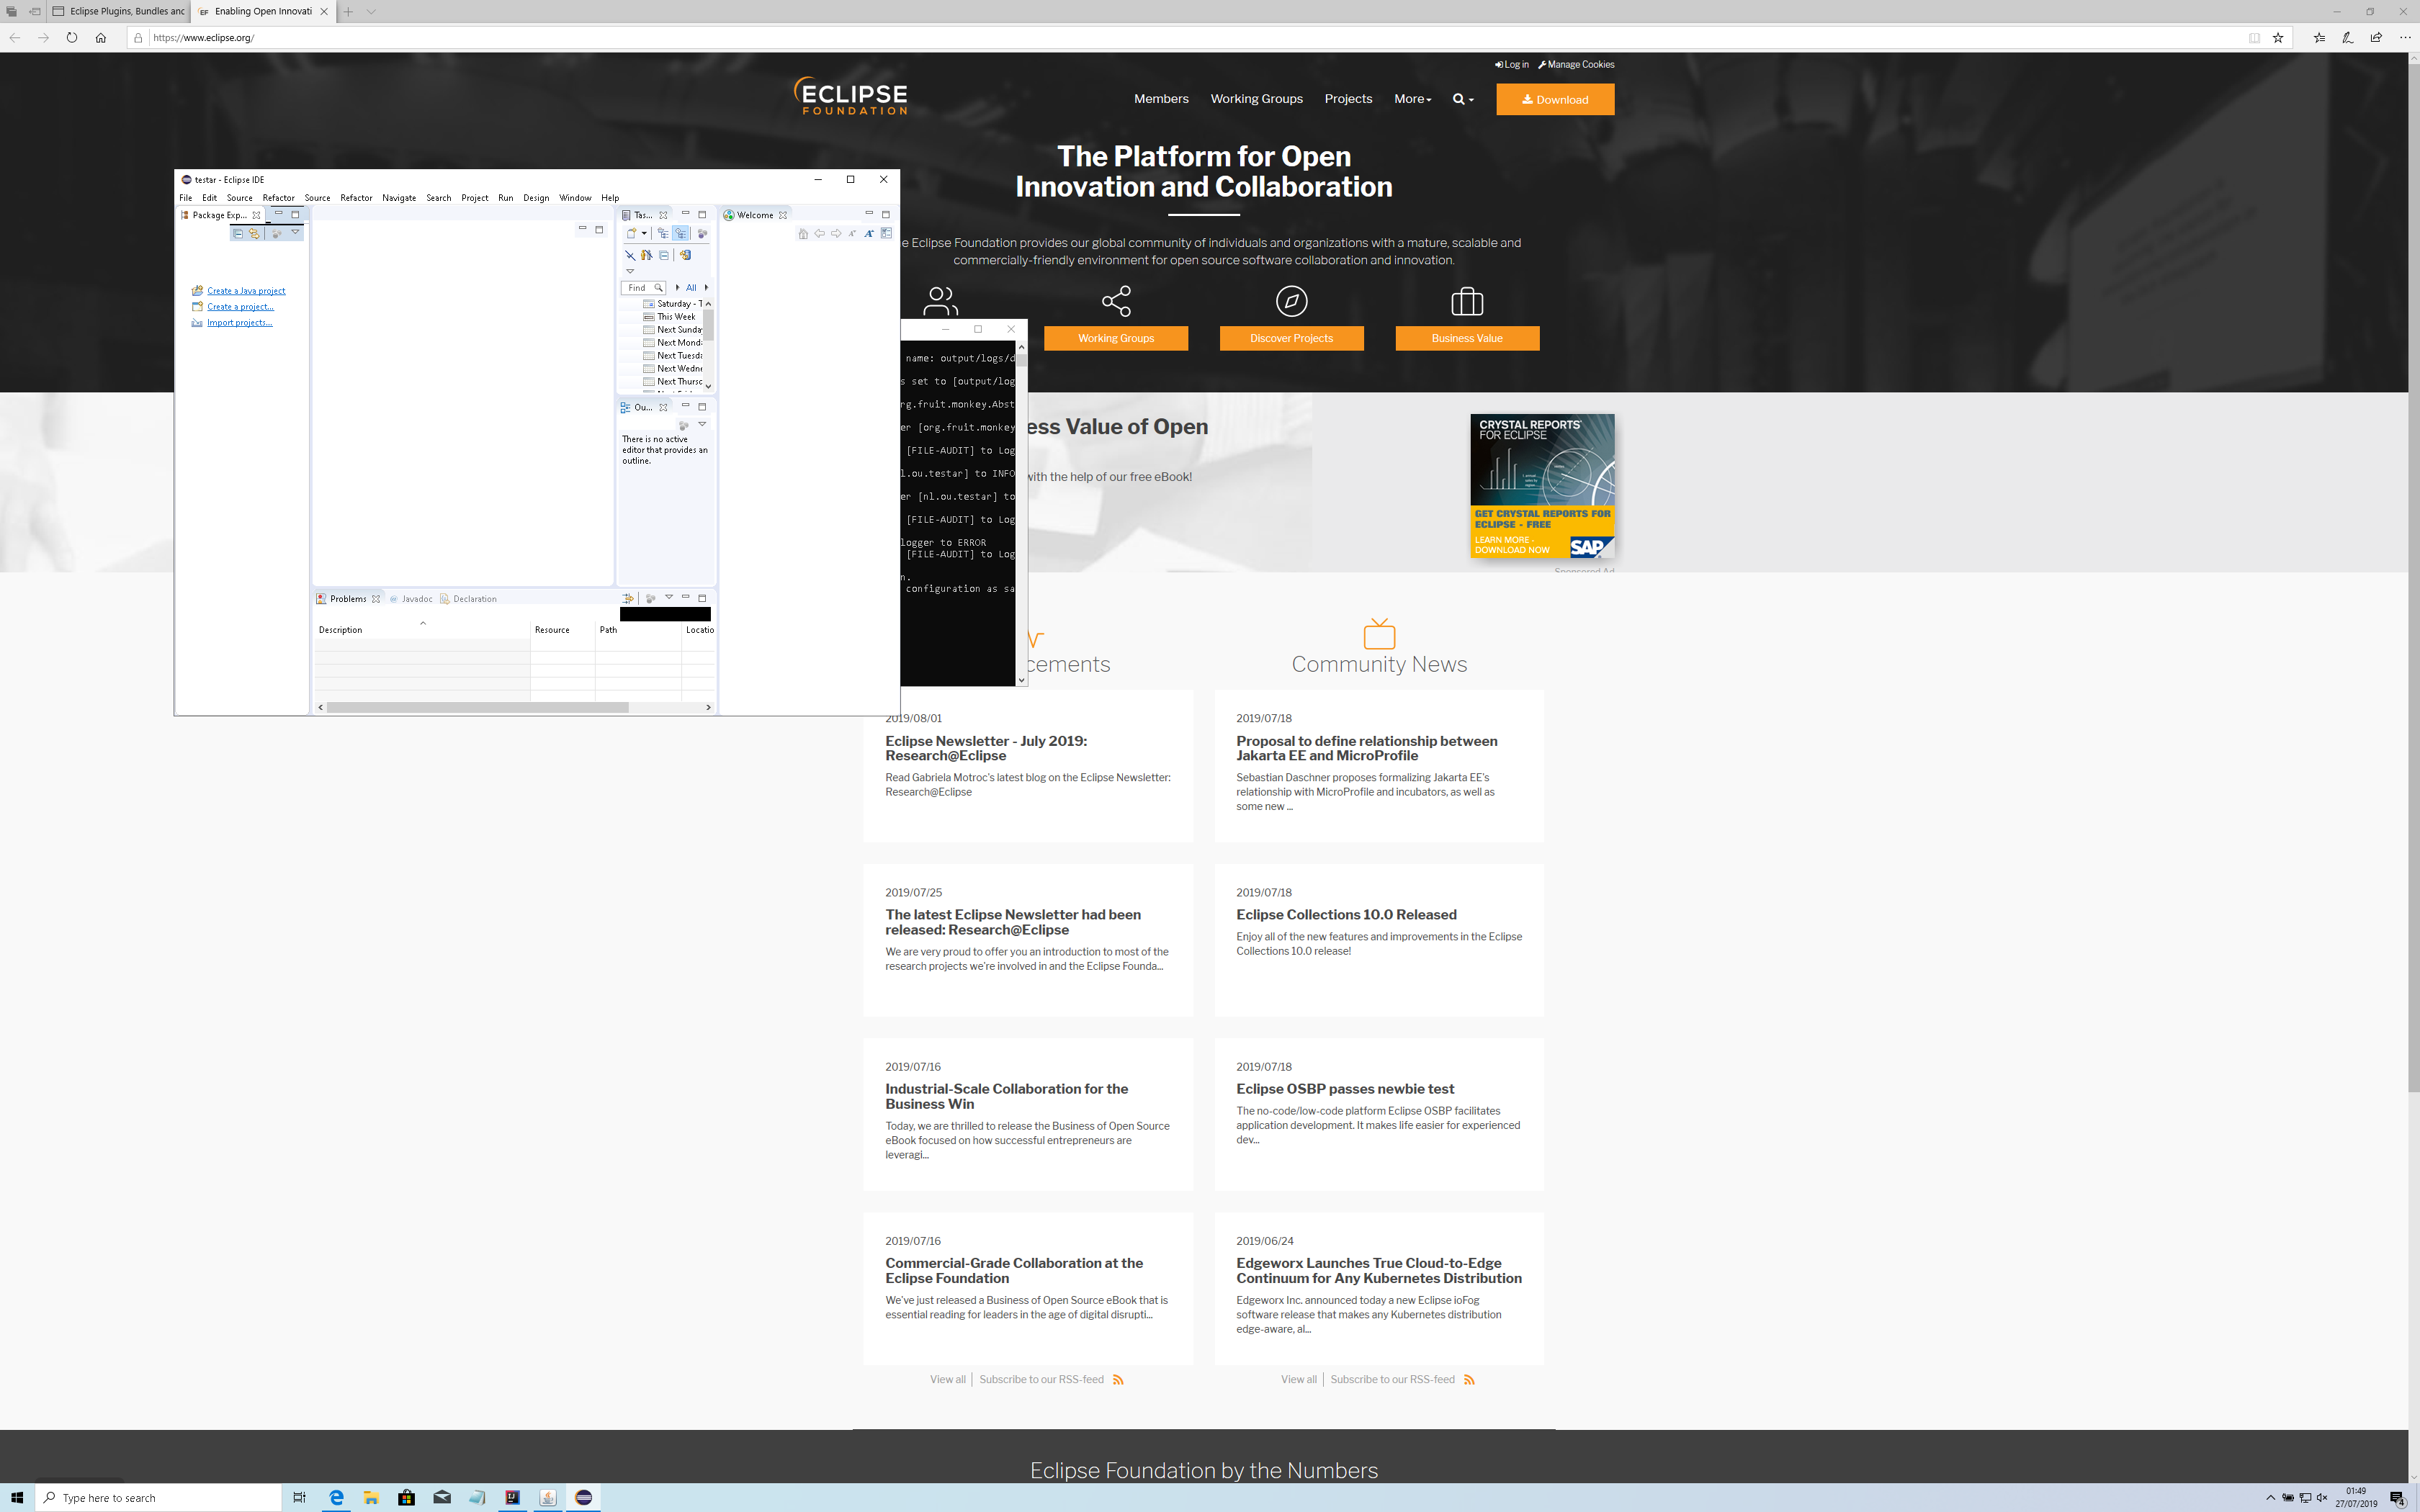 Eclipse Plugins, Bundles and
Enabling Open Innovati
https://www.eclipse.org/
Log in Manage Cookies
ECLIPSE
FOUNDATION
Members Working Groups Projects More Download
The Platform for Open
Innovation and Collaboration
e Eclipse Foundation provides our global community of individuals and organizations with a mature, scalable and
commercially-friendly environment for open source software collaboration and innovation.
Working Groups Discover Projects Business Value
testar - Eclipse IDE
File Edit Source Refactor Source Refactor Navigate Search Project Run Design Window Help
Package Exp...
Create a Java project
Create a project...
Import projects...
Tas...
Find All
Saturday - T
This Week
Next Sunday
Next Monda
Next Tuesda
Next Wedne
Next Thursd
Ou...
There is no active
editor that provides an
outline.
Welcome
Problems Javadoc Declaration
Description Resource Path Locatio
name: output/logs/d
s set to [output/log
rg.fruit.monkey.Abst
er [org.fruit.monkey
[FILE-AUDIT] to Log
l.ou.testar] to INFO
er [nl.ou.testar] to
[FILE-AUDIT] to Log
logger to ERROR
[FILE-AUDIT] to Log
n.
configuration as sa
ess Value of Open
with the help of our free eBook!
CRYSTAL REPORTS
FOR ECLIPSE
GET CRYSTAL REPORTS FOR
ECLIPSE - FREE
LEARN MORE -
DOWNLOAD NOW
SAP
Sponsored Ad
cements
2019/08/01
Eclipse Newsletter - July 2019:
Research@Eclipse
Read Gabriela Motroc's latest blog on the Eclipse Newsletter:
Research@Eclipse
2019/07/25
The latest Eclipse Newsletter had been
released: Research@Eclipse
We are very proud to offer you an introduction to most of the
research projects we're involved in and the Eclipse Founda...
2019/07/16
Industrial-Scale Collaboration for the
Business Win
Today, we are thrilled to release the Business of Open Source
eBook focused on how successful entrepreneurs are
leveragi...
2019/07/16
Commercial-Grade Collaboration at the
Eclipse Foundation
We've just released a Business of Open Source eBook that is
essential reading for leaders in the age of digital disrupti...
View all Subscribe to our RSS-feed
Community News
2019/07/18
Proposal to define relationship between
Jakarta EE and MicroProfile
Sebastian Daschner proposes formalizing Jakarta EE's
relationship with MicroProfile and incubators, as well as
some new ...
2019/07/18
Eclipse Collections 10.0 Released
Enjoy all of the new features and improvements in the Eclipse
Collections 10.0 release!
2019/07/18
Eclipse OSBP passes newbie test
The no-code/low-code platform Eclipse OSBP facilitates
application development. It makes life easier for experienced
dev...
2019/06/24
Edgeworx Launches True Cloud-to-Edge
Continuum for Any Kubernetes Distribution
Edgeworx Inc. announced today a new Eclipse ioFog
software release that makes any Kubernetes distribution
edge-aware, al...
View all Subscribe to our RSS-feed
Eclipse Foundation by the Numbers
Type here to search
01:49
27/07/2019
4